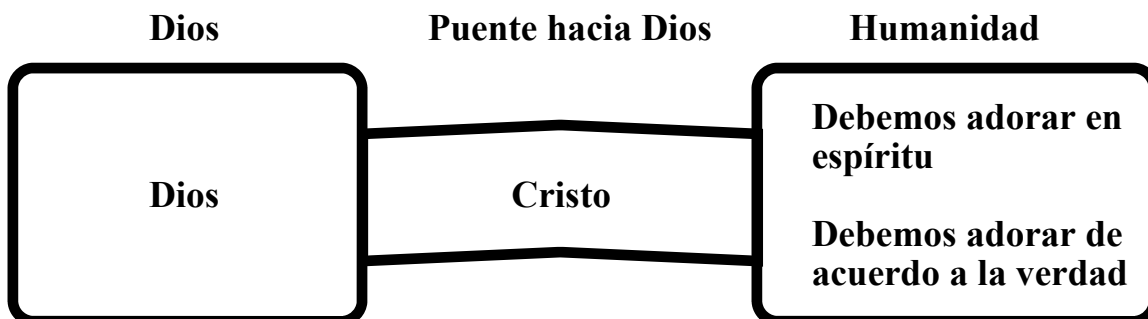 Dios Puente hacia Dios Humanidad
Dios
Cristo
Debemos adorar en
espíritu
Debemos adorar de
acuerdo a la verdad